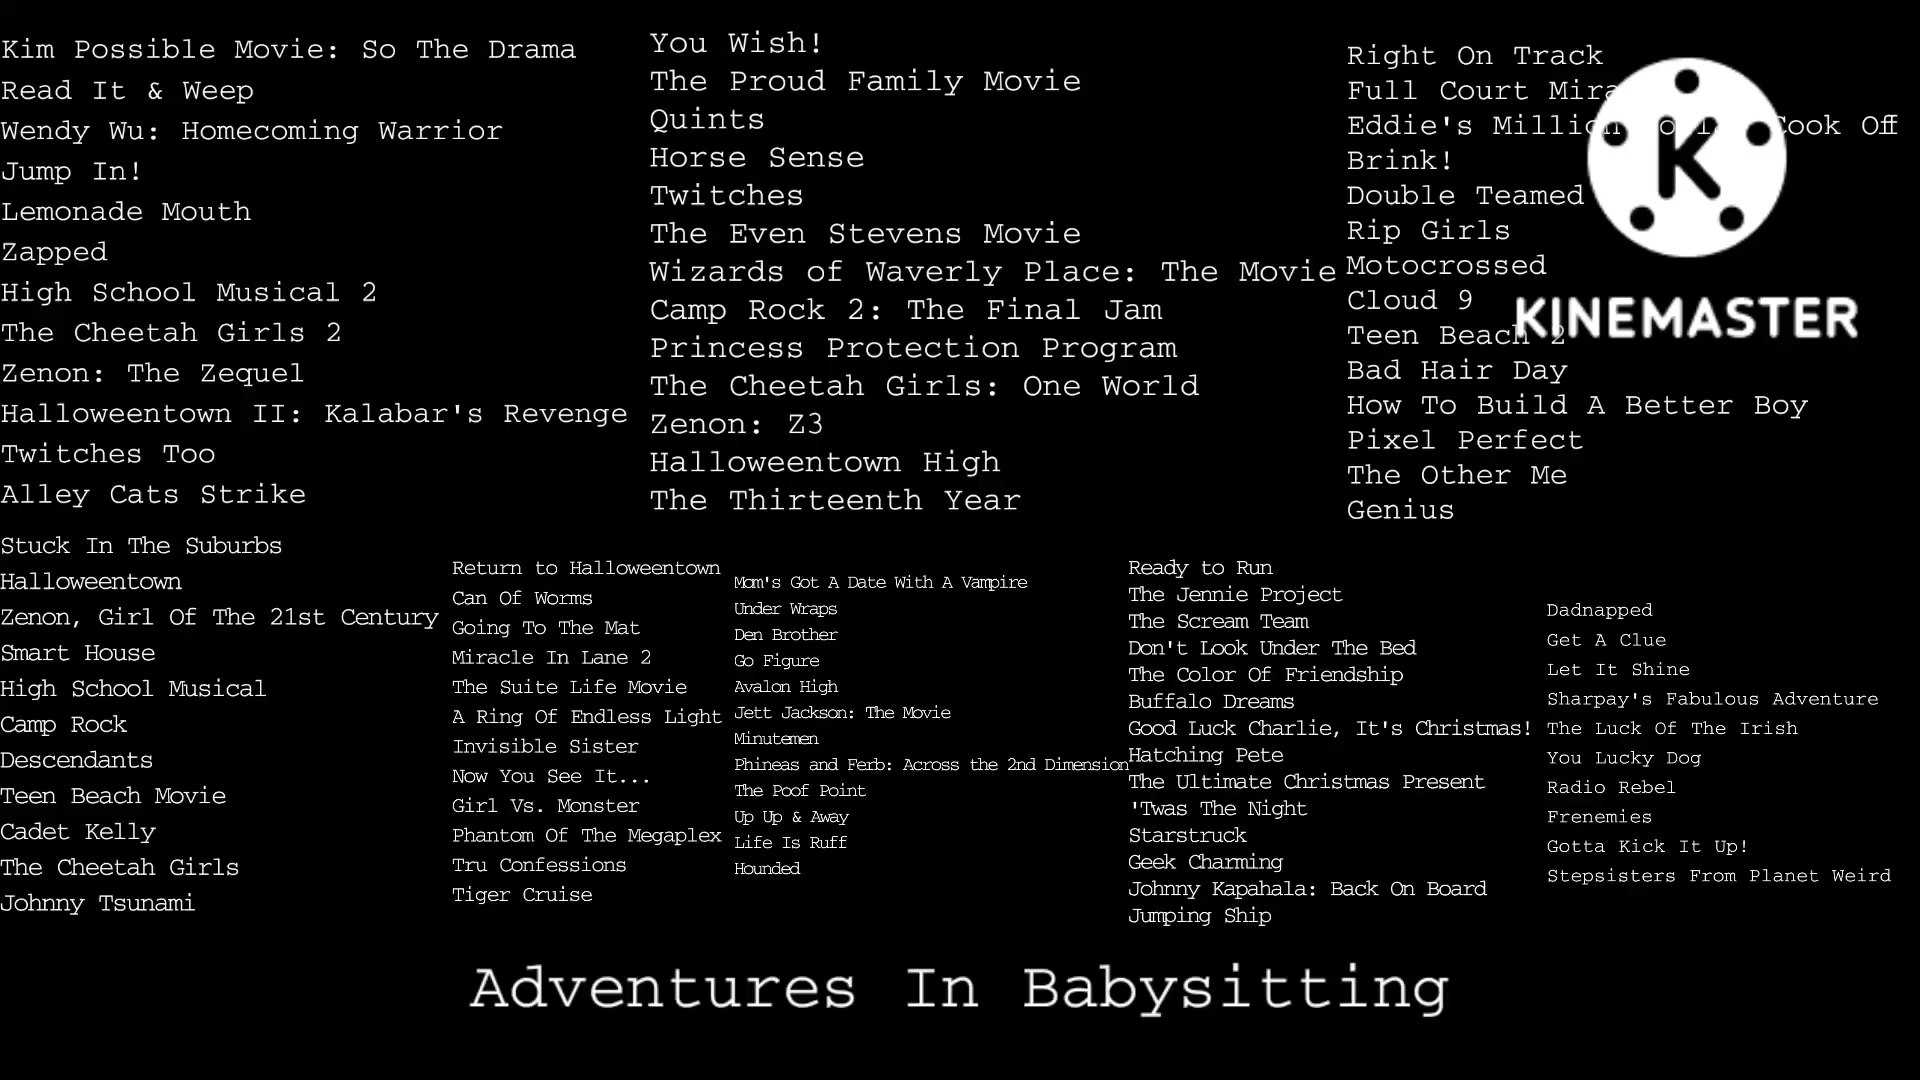 Kim Possible Movie: So The Drama
Read It & Weep
Wendy Wu: Homecoming Warrior
Jump In!
Lemonade Mouth
Zapped
High School Musical 2
The Cheetah Girls 2
Zenon: The Zequel
Halloweentown II: Kalabar's Revenge
Twitches Too
Alley Cats Strike
You Wish!
The Proud Family Movie
Quints
Horse Sense
Twitches
The Even Stevens Movie
Wizards of Waverly Place: The Movie
Camp Rock 2: The Final Jam
Princess Protection Program
The Cheetah Girls: One World
Zenon: Z3
Halloweentown High
The Thirteenth Year
Right On Track
Full Court
Eddie's Million Cook Off
Brink!
Double Teamed
Rip Girls
Motocrossed
Cloud 9
Teen Beach 2
Bad Hair Day
How To Build A Better Boy
Pixel Perfect
The Other Me
Genius
K
KINEMASTER
Stuck In The Suburbs
Halloweentown
Zenon, Girl Of The 21st Century
Smart House
High School Musical
Camp Rock
Descendants
Teen Beach Movie
Cadet Kelly
The Cheetah Girls
Johnny Tsunami
Return to Halloweentown
Can Of Worms
Going To The Mat
Miracle In Lane 2
The Suite Life Movie
A Ring Of Endless Light
Invisible Sister
Now You See It...
Girl Vs. Monster
Phantom Of The Megaplex
Tru Confessions
Tiger Cruise
Mom's Got A Date With A Vampire
Under Wraps
Den Brother
Go Figure
Avalon High
Jett Jackson: The Movie
Minutemen
Phineas and Ferb: Across the 2nd Dimension
The Poof Point
Up Up & Away
Life Is Ruff
Hounded
Ready to Run
The Jennie Project
The Scream Team
Don't Look Under The Bed
The Color Of Friendship
Buffalo Dreams
Good Luck Charlie, It's Christmas!
Hatching Pete
The Ultimate Christmas Present
'Twas The Night
Starstruck
Geek Charming
Johnny Kapahala: Back On Board
Jumping Ship
Dadnapped
Get A Clue
Let It Shine
Sharpay's Fabulous Adventure
The Luck Of The Irish
You Lucky Dog
Radio Rebel
Frenemies
Gotta Kick It Up!
Stepsisters From Planet Weird
Adventures In Babysitting